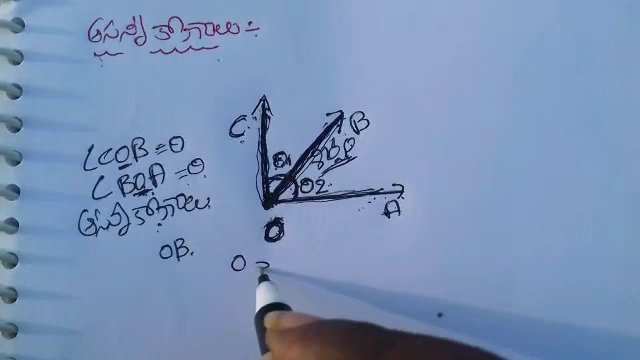 ఆసన్న కోణాలు :-
∠COB = θ
∠BOA = θ
ఆసన్న కోణాలు
OB.
C
B
θ1
θ2
A
O
O